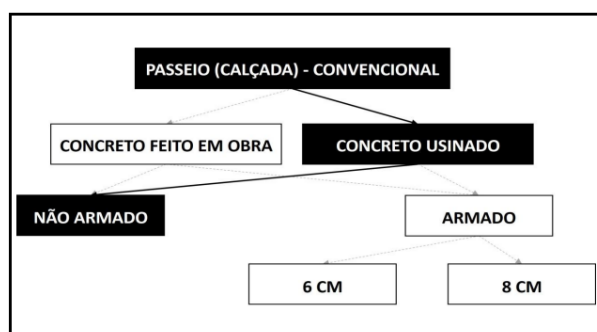 PASSEIO (CALÇADA) - CONVENCIONAL
CONCRETO FEITO EM OBRA
CONCRETO USINADO
NÃO ARMADO
ARMADO
6 CM
8 CM